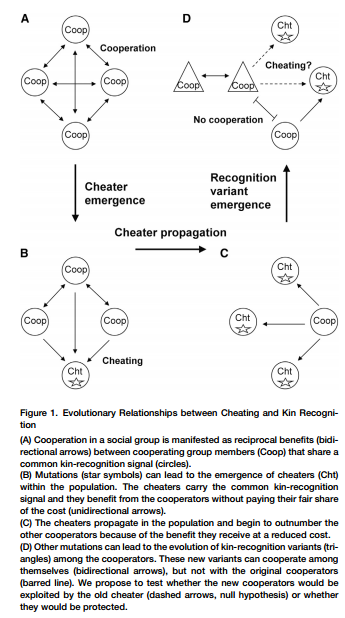 A
Coop
Cooperation
Coop
Coop
Coop
D
Cht
Cheating?
Cht
Coop
Coop
No cooperation
Coop
Cheater
emergence
Recognition
variant
emergence
Cheater propagation
B
Coop
Coop
Coop
Cheating
Cht
C
Cht
Cht
Coop
Cht
Figure 1. Evolutionary Relationships between Cheating and Kin Recogni-
tion
(A) Cooperation in a social group is manifested as reciprocal benefits (bidi-
rectional arrows) between cooperating group members (Coop) that share a
common kin-recognition signal (circles).
(B) Mutations (star symbols) can lead to the emergence of cheaters (Cht)
within the population. The cheaters carry the common kin-recognition
signal and they benefit from the cooperators without paying their fair share
of the cost (unidirectional arrows).
(C) The cheaters propagate in the population and begin to outnumber the
other cooperators because of the benefit they receive at a reduced cost.
(D) Other mutations can lead to the evolution of kin-recognition variants (tri-
angles) among the cooperators. These new variants can cooperate among
themselves (bidirectional arrows), but not with the original cooperators
(barred line). We propose to test whether the new cooperators would be
exploited by the old cheater (dashed arrows, null hypothesis) or whether
they would be protected.